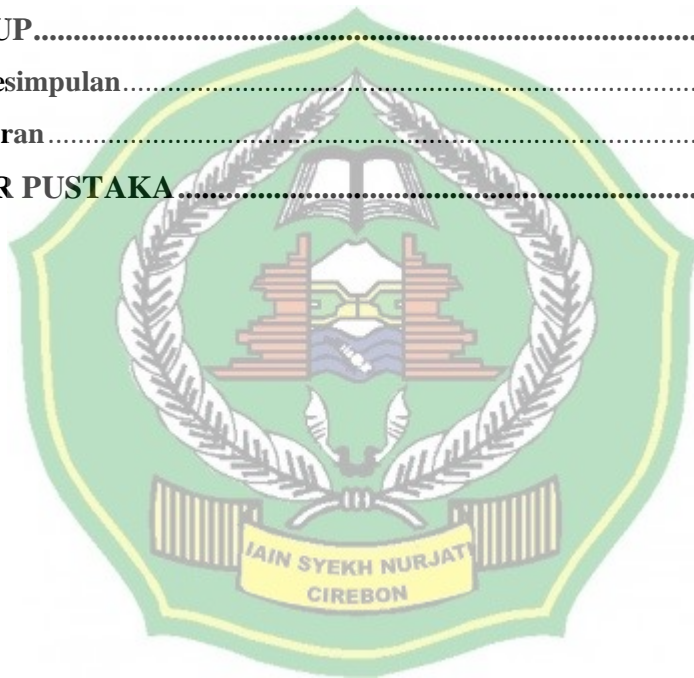 UP........................................................................................
esimpulan........................................................................
ran....................................................................................
R PUSTAKA..................................................................
IAIN SYEKH NURJATI
CIREBON